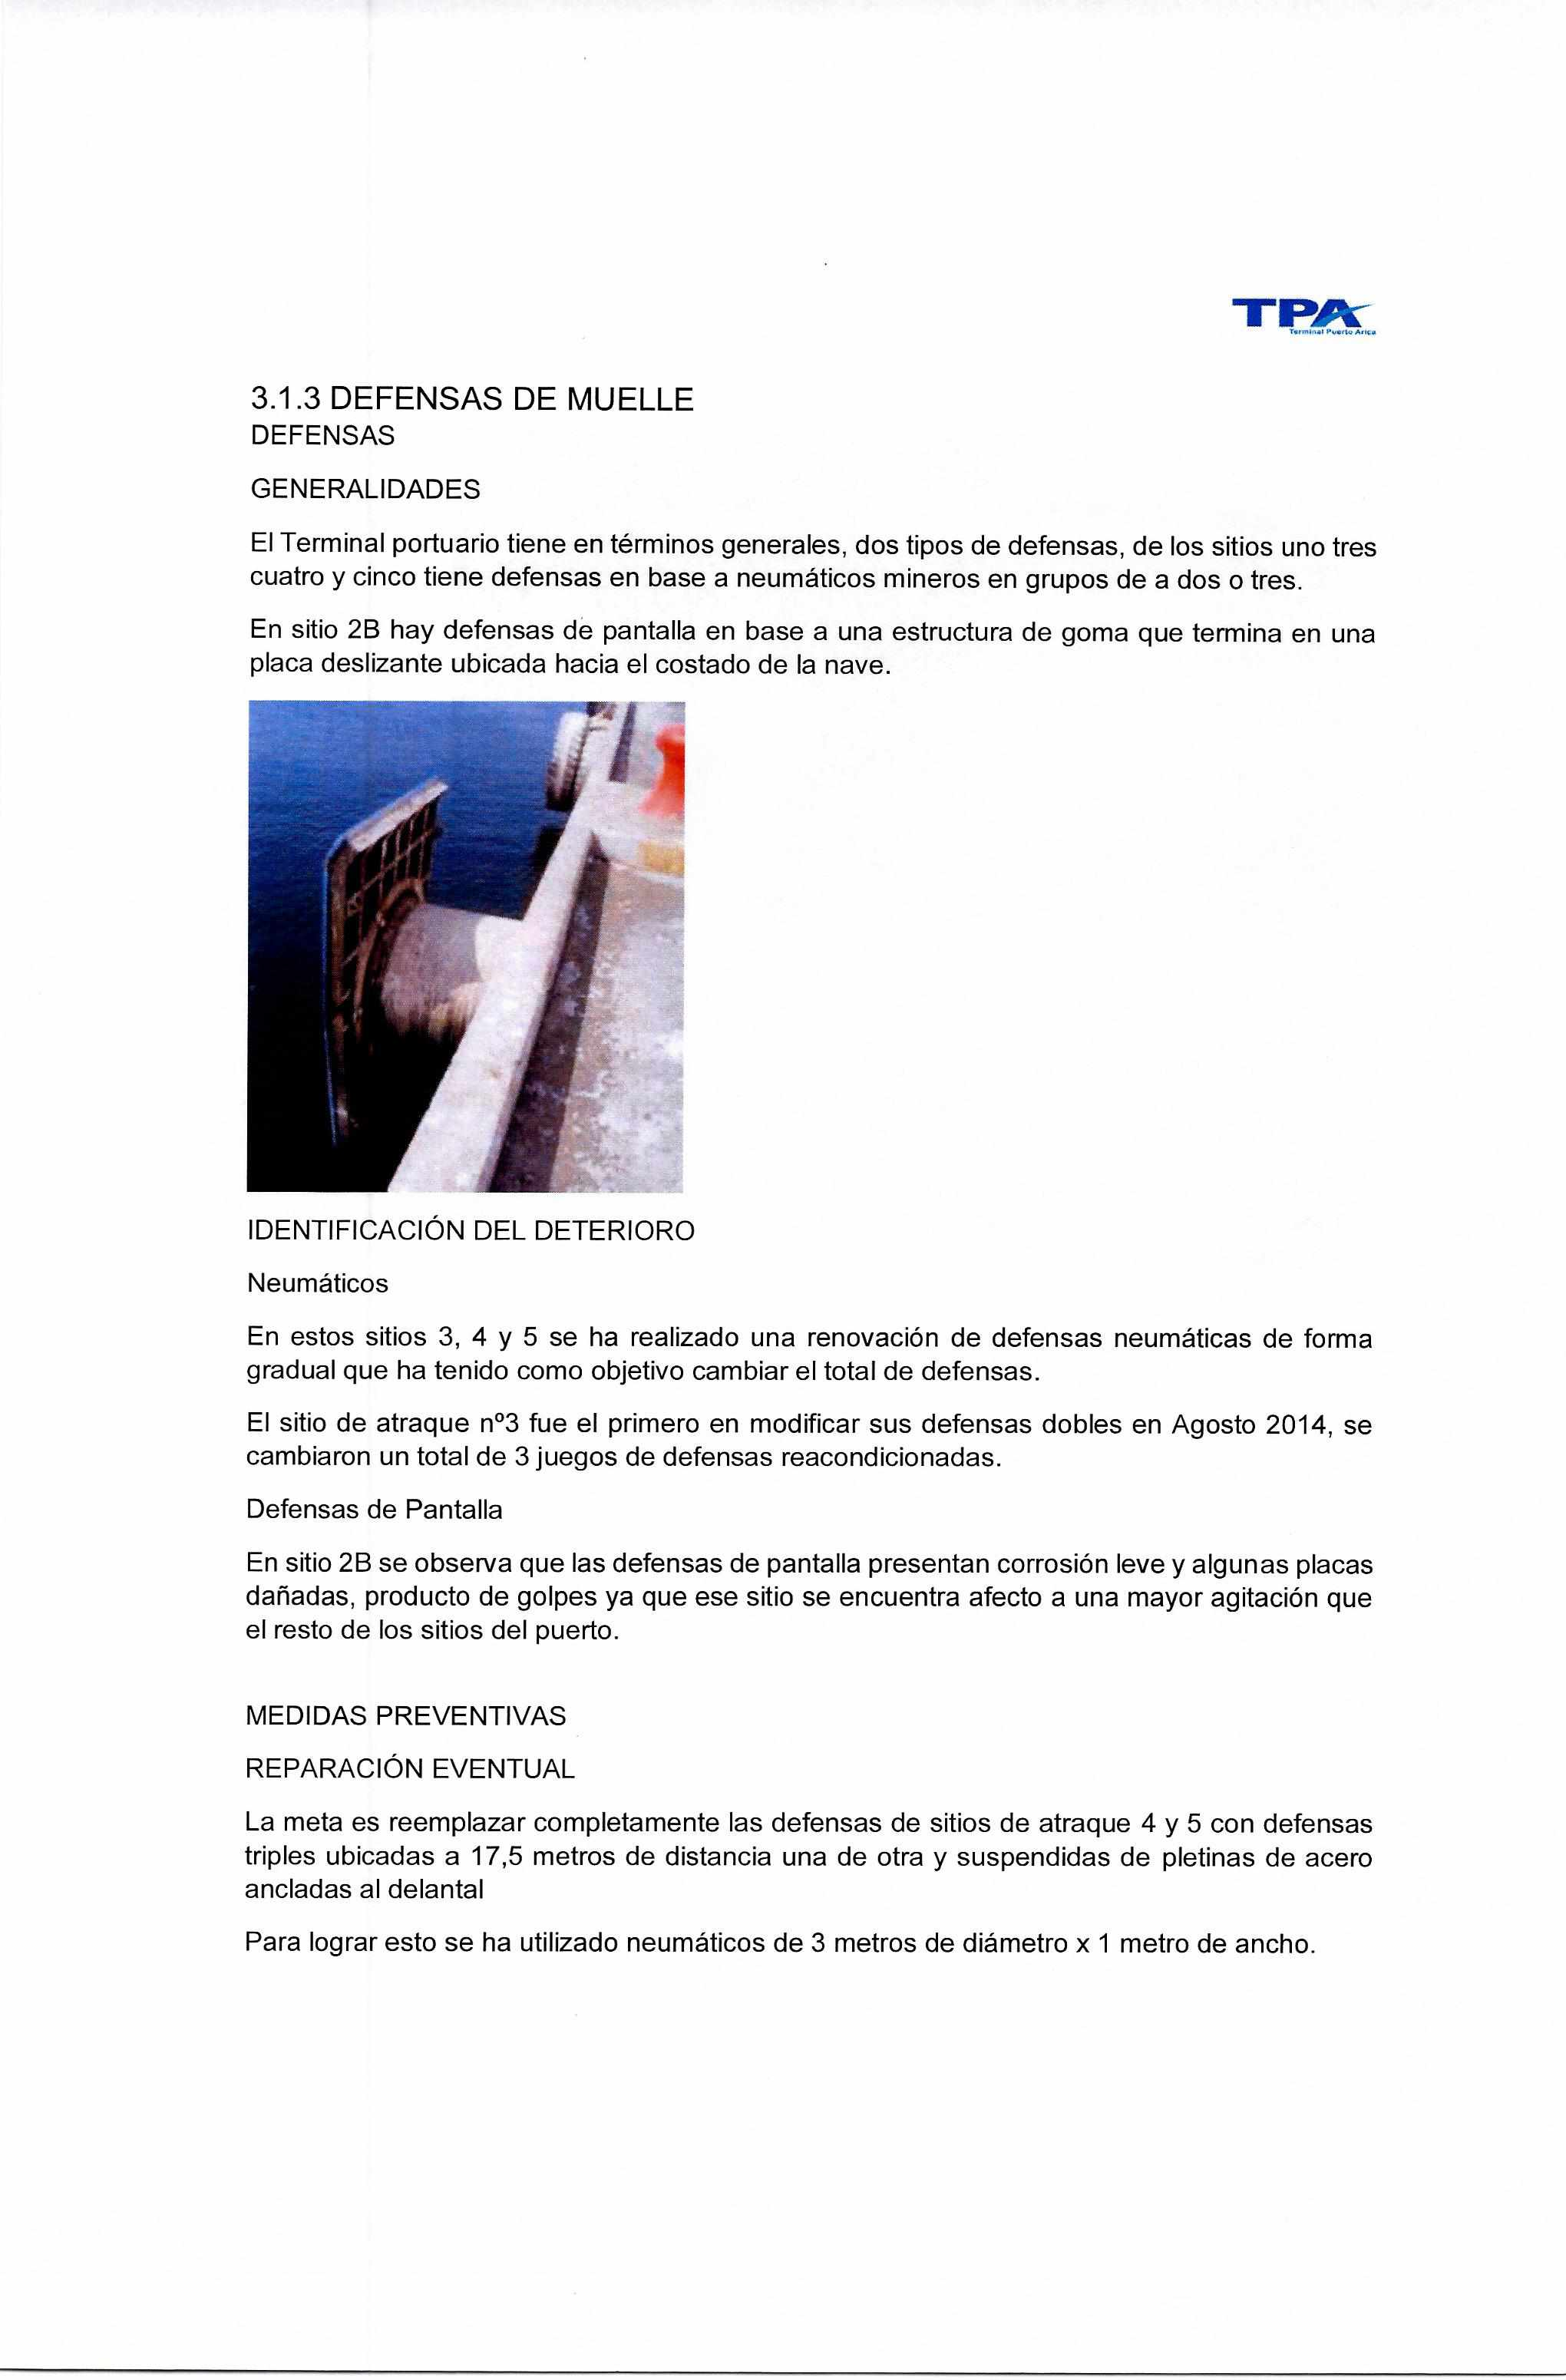 TPA
Terminal Puerto Arica
3.1.3 DEFENSAS DE MUELLE
DEFENSAS
GENERALIDADES
El Terminal portuario tiene en términos generales, dos tipos de defensas, de los sitios uno tres
cuatro y cinco tiene defensas en base a neumáticos mineros en grupos de a dos o tres.
En sitio 2B hay defensas de pantalla en base a una estructura de goma que termina en una
placa deslizante ubicada hacia el costado de la nave.
IDENTIFICACIÓN DEL DETERIORO
Neumáticos
En estos sitios 3, 4 y 5 se ha realizado una renovación de defensas neumáticas de forma
gradual que ha tenido como objetivo cambiar el total de defensas.
El sitio de atraque nº3 fue el primero en modificar sus defensas dobles en Agosto 2014, se
cambiaron un total de 3 juegos de defensas reacondicionadas.
Defensas de Pantalla
En sitio 2B se observa que las defensas de pantalla presentan corrosión leve y algunas placas
dañadas, producto de golpes ya que ese sitio se encuentra afecto a una mayor agitación que
el resto de los sitios del puerto.
MEDIDAS PREVENTIVAS
REPARACIÓN EVENTUAL
La meta es reemplazar completamente las defensas de sitios de atraque 4 y 5 con defensas
triples ubicadas a 17,5 metros de distancia una de otra y suspendidas de pletinas de acero
ancladas al delantal
Para lograr esto se ha utilizado neumáticos de 3 metros de diámetro x 1 metro de ancho.